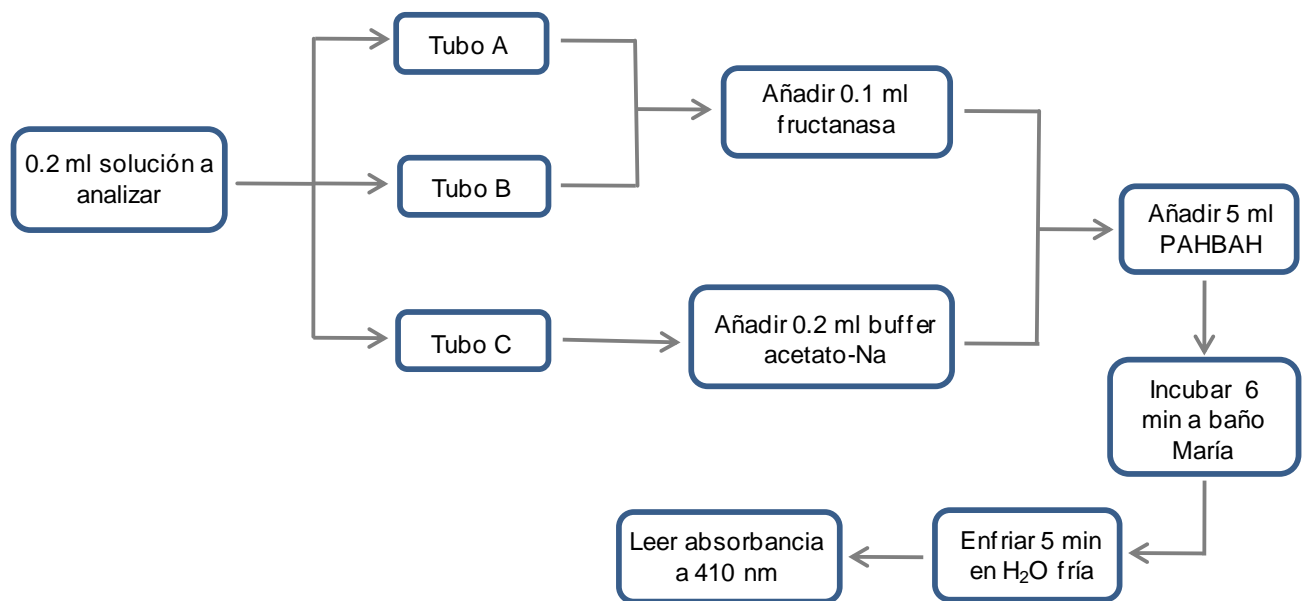 0.2 ml solución a
analizar
Tubo A
Tubo B
Tubo C
Añadir 0.1 ml
fructanasa
Añadir 0.2 ml buffer
acetato-Na
Añadir 5 ml
PAHBAH
Incubar 6
min a baño
María
Enfriar 5 min
en H₂O fría
Leer absorbancia
a 410 nm